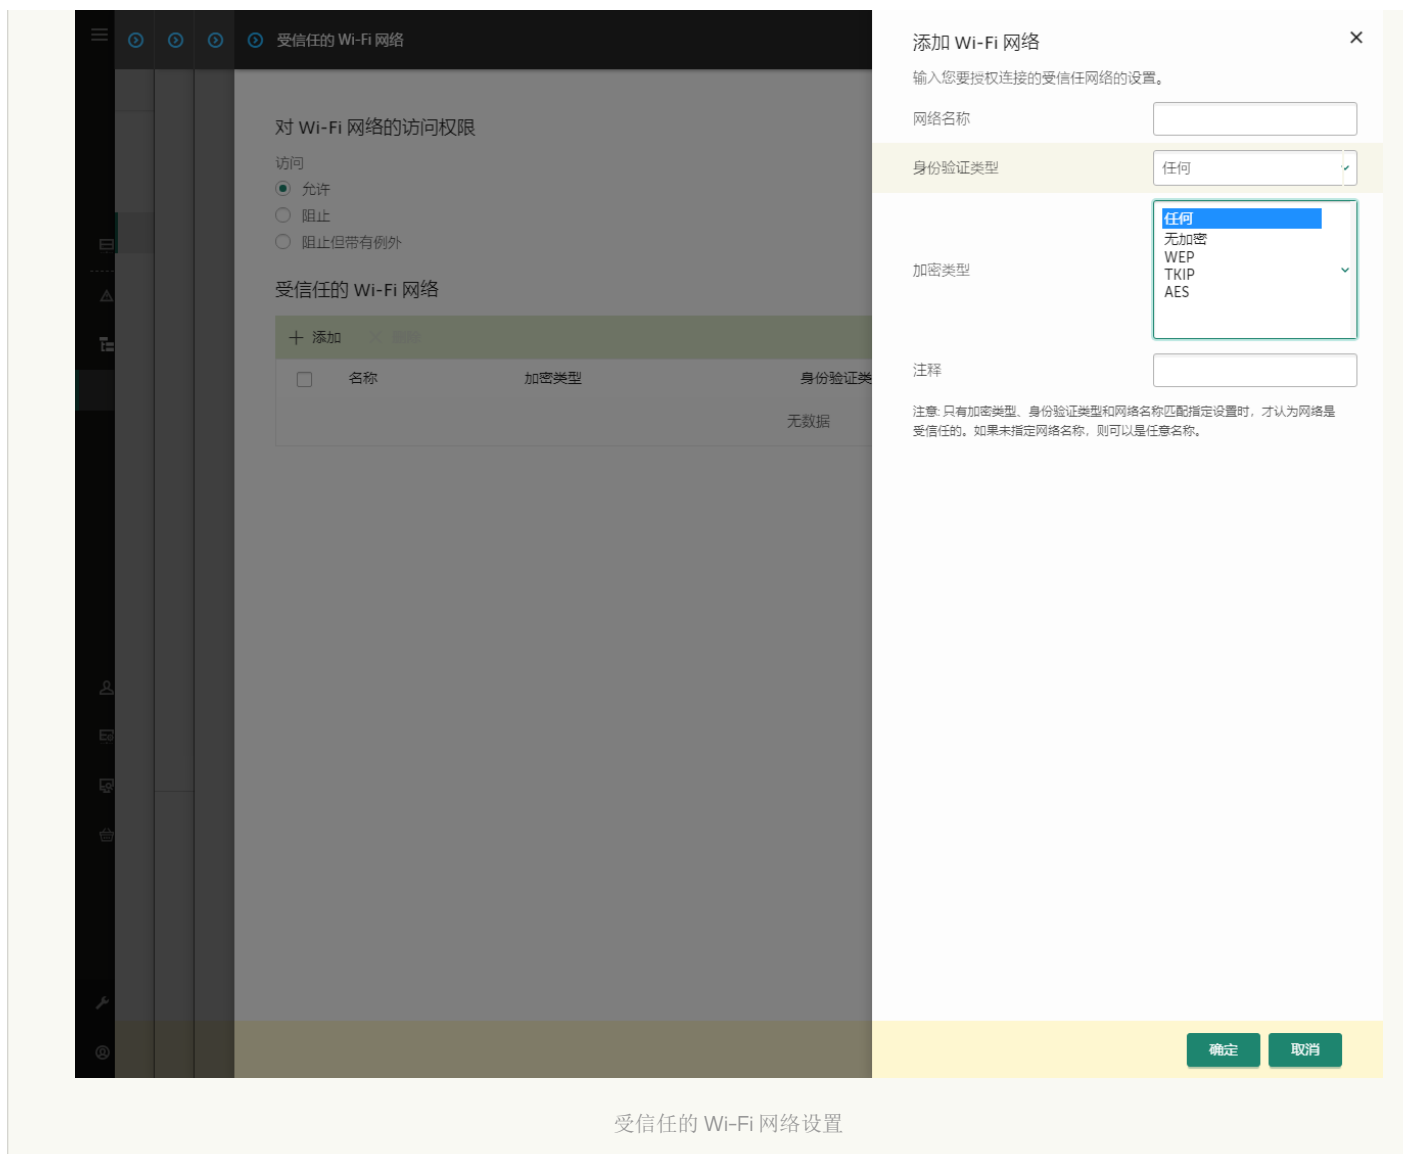 受信任的 Wi-Fi 网络
对 Wi-Fi 网络的访问权限
访问
允许
阻止
阻止但带有例外
受信任的 Wi-Fi 网络
添加
名称 加密类型 身份验证类
无数据
添加 Wi-Fi 网络
输入您要授权连接的受信任网络的设置。
网络名称
身份验证类型 任何
加密类型
任何
无加密
WEP
TKIP
AES
注释
注意: 只有加密类型、身份验证类型和网络名称匹配指定设置时，才认为网络是
受信任的。如果未指定网络名称，则可以是任意名称。
确定 取消
受信任的 Wi-Fi 网络设置